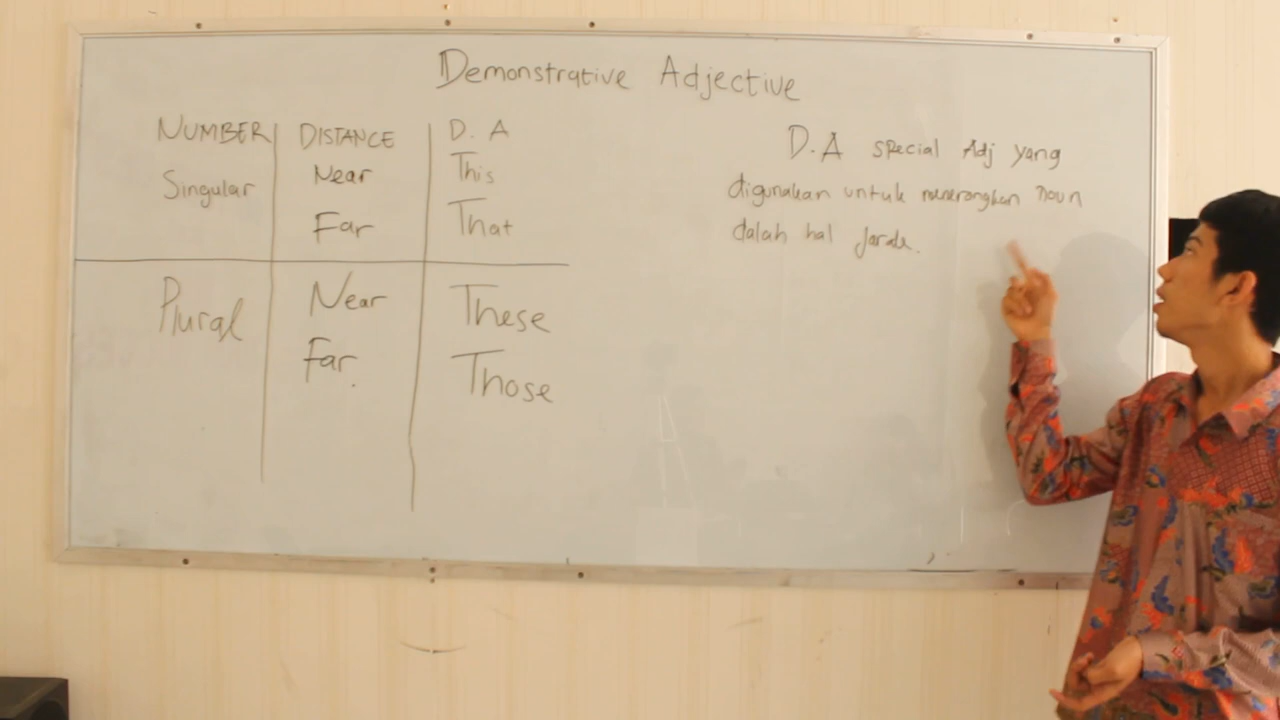 Demonstrative Adjective
NUMBER DISTANCE D. A
Singular Near This
Far That
Plural Near These
Far. Those
D.A special Adj yang
digunakan untuk menerangkan Noun
dalah hal Jarak.